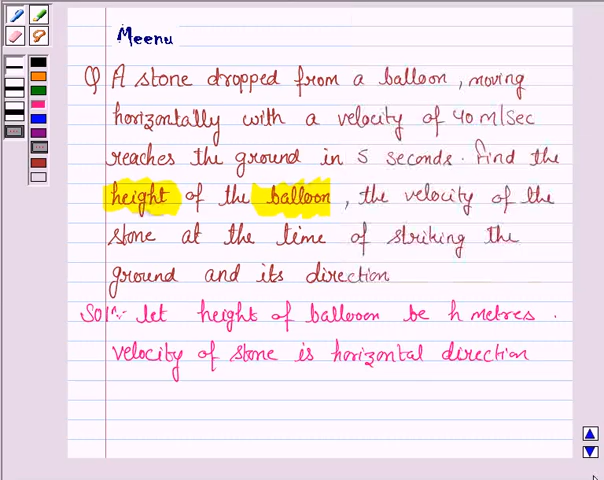 Meenu
Q A stone dropped from a balloon, moving
horizontally with a velocity of 40 m/sec
reaches the ground in 5 seconds. Find the
height of the balloon, the velocity of the
stone at the time of striking the
ground and its direction
Solⁿ:- let height of balloon be h metres.
velocity of stone is horizontal direction